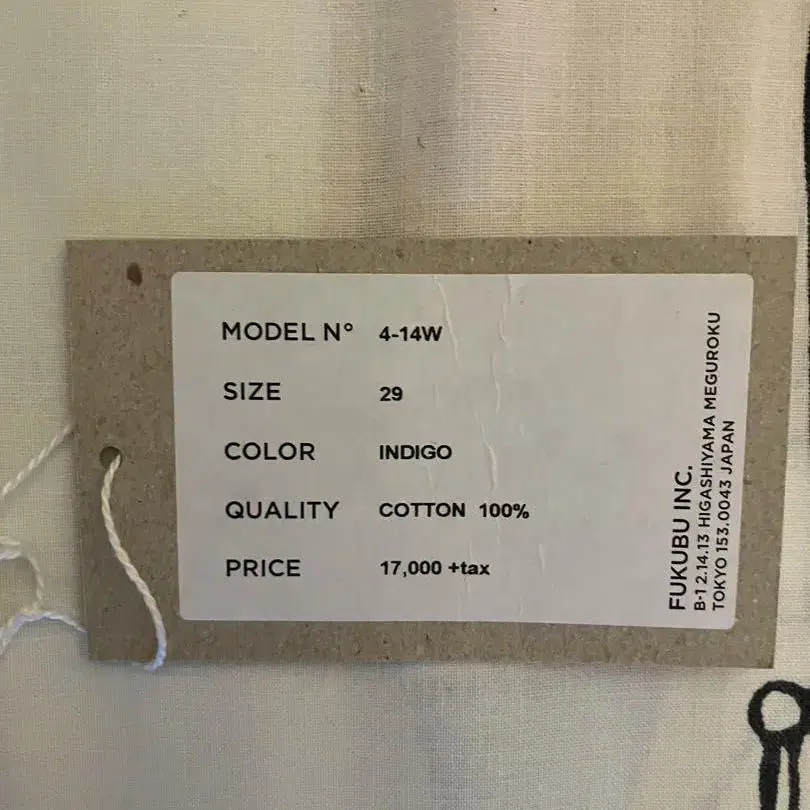 MODEL Nº 4-14W
SIZE 29
COLOR INDIGO
QUALITY COTTON 100%
PRICE 17,000 +tax
FUKUBU INC.
B-1 2.14.13 HIGASHIYAMA MEGUROKU
TOKYO 153.0043 JAPAN